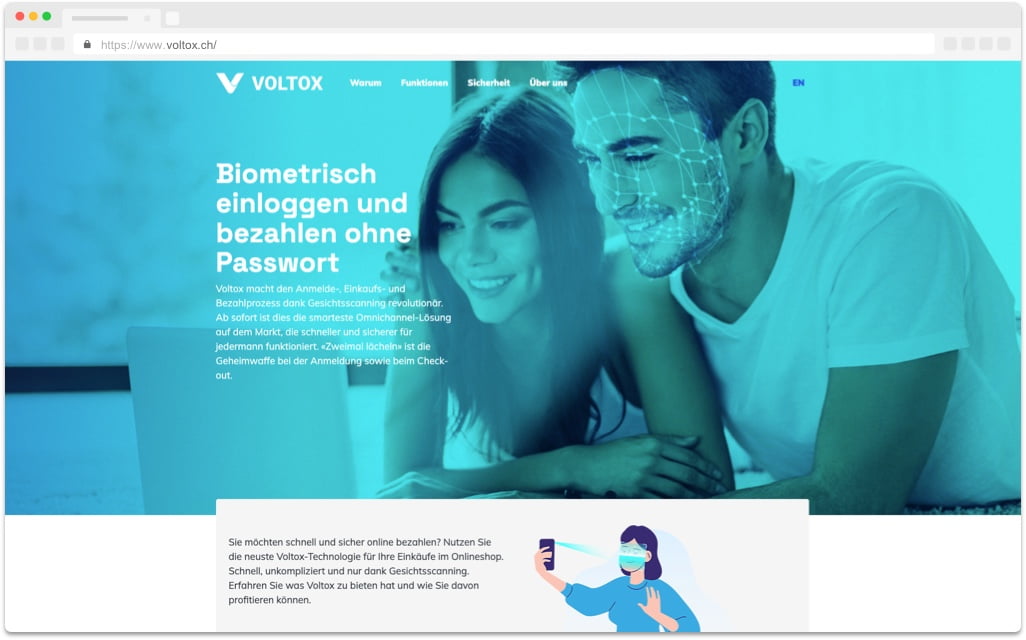 https://www.voltox.ch/
VOLTOX Warum Funktionen Sicherheit Über uns EN
Biometrisch
einloggen und
bezahlen ohne
Passwort
Voltox macht den Anmelde-, Einkaufs- und
Bezahlprozess dank Gesichtsscanning revolutionär.
Ab sofort ist dies die smarteste Omnichannel-Lösung
auf dem Markt, die schneller und sicherer für
jedermann funktioniert. «Zweimal lächeln» ist die
Geheimwaffe bei der Anmeldung sowie beim Check-
out.
Sie möchten schnell und sicher online bezahlen? Nutzen Sie
die neuste Voltox-Technologie für Ihre Einkäufe im Onlineshop.
Schnell, unkompliziert und nur dank Gesichtsscanning.
Erfahren Sie was Voltox zu bieten hat und wie Sie davon
profitieren können.